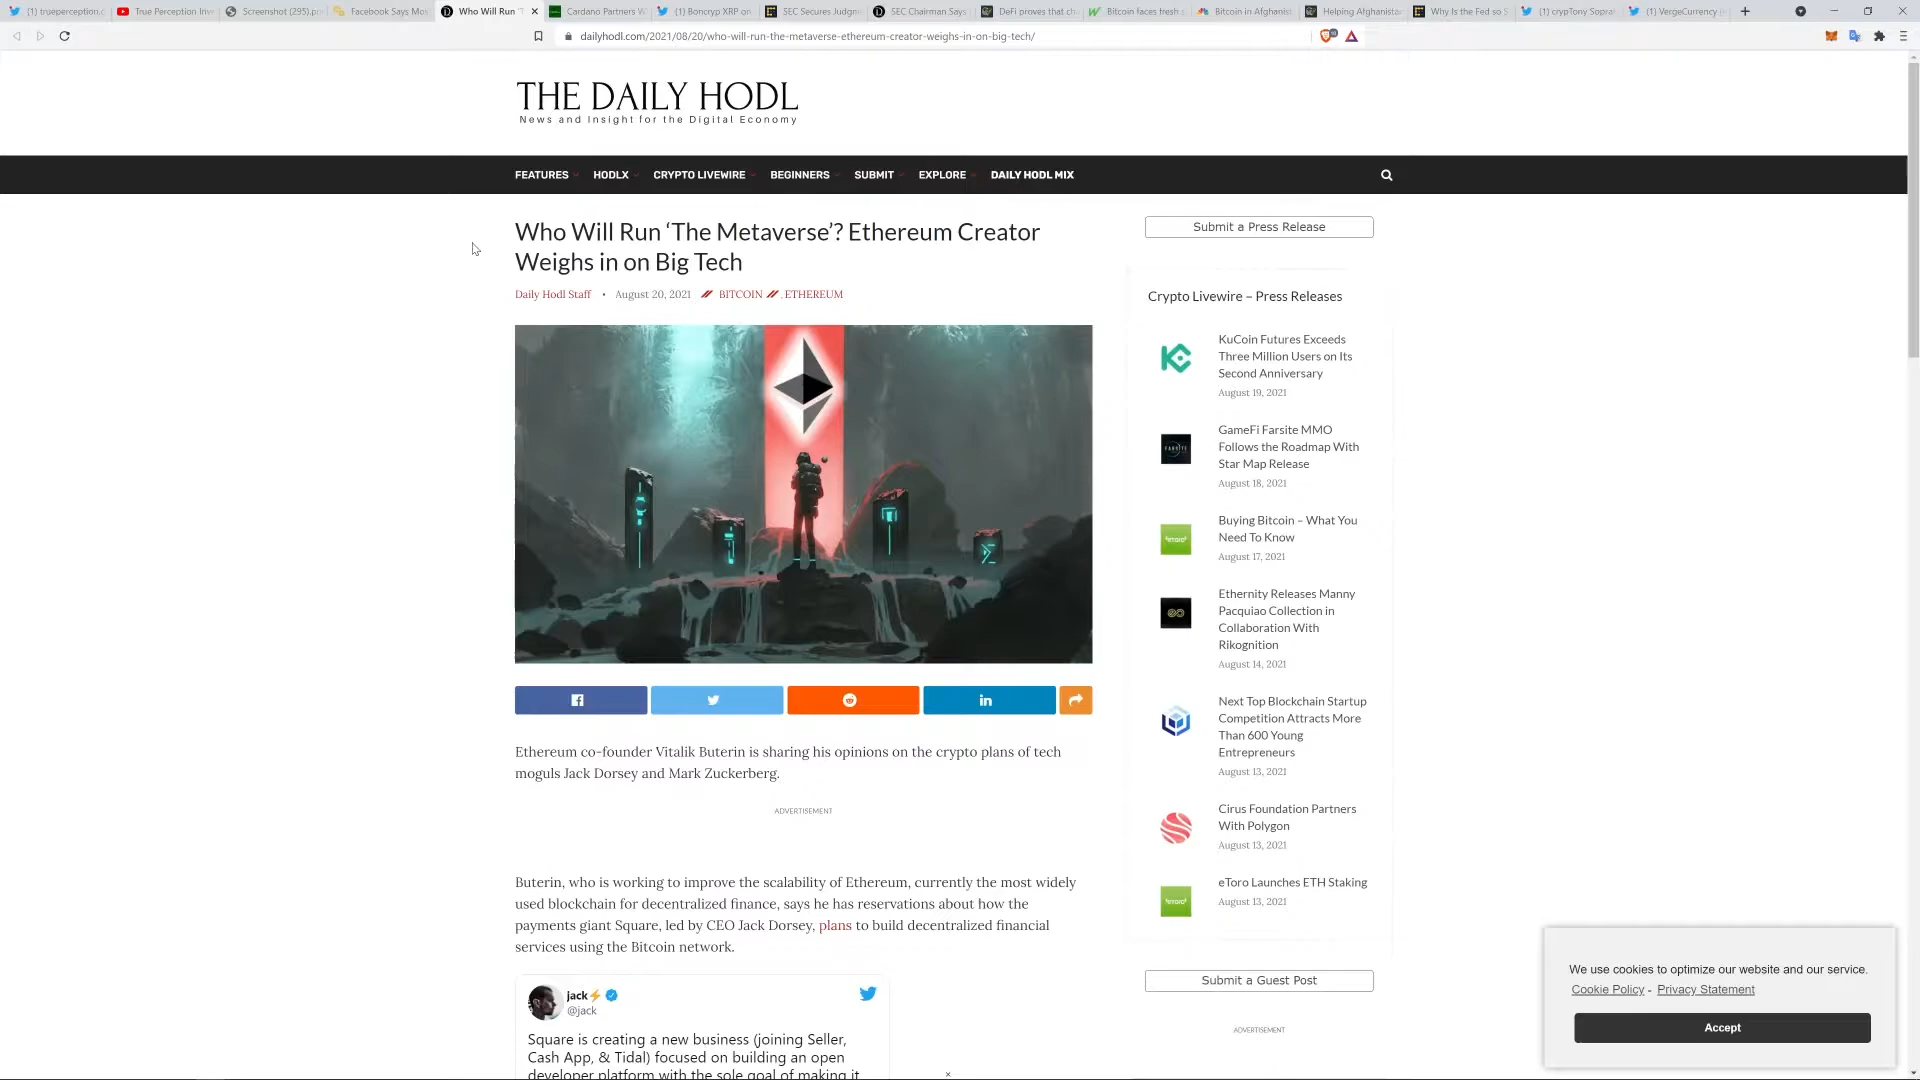 (1) trueperception.c
True Perception Inv
Screenshot (295).pn
Facebook Says Mos
Who Will Run 'T
Cardano Partners W
(1) Boncryp XRP on
SEC Secures Judgm
SEC Chairman Says
DeFi proves that ch
Bitcoin faces fresh s
Bitcoin in Afghanist
Helping Afghanista
Why Is the Fed so S
(1) crypTony Sopra
(1) VergeCurrency (
dailyhodl.com/2021/08/20/who-will-run-the-metaverse-ethereum-creator-weighs-in-on-big-tech/
THE DAILY HODL
News and Insight for the Digital Economy
FEATURES HODLX CRYPTO LIVEWIRE BEGINNERS SUBMIT EXPLORE DAILY HODL MIX
Who Will Run ‘The Metaverse’? Ethereum Creator
Weighs in on Big Tech
Daily Hodl Staff • August 20, 2021 BITCOIN , ETHEREUM
Ethereum co-founder Vitalik Buterin is sharing his opinions on the crypto plans of tech
moguls Jack Dorsey and Mark Zuckerberg.
ADVERTISEMENT
Buterin, who is working to improve the scalability of Ethereum, currently the most widely
used blockchain for decentralized finance, says he has reservations about how the
payments giant Square, led by CEO Jack Dorsey, plans to build decentralized financial
services using the Bitcoin network.
jack⚡
@jack
Square is creating a new business (joining Seller,
Cash App, & Tidal) focused on building an open
developer platform with the sole goal of making it
Submit a Press Release
Crypto Livewire – Press Releases
KuCoin Futures Exceeds
Three Million Users on Its
Second Anniversary
August 19, 2021
FARSITE
GameFi Farsite MMO
Follows the Roadmap With
Star Map Release
August 18, 2021
eToro
Buying Bitcoin – What You
Need To Know
August 17, 2021
Ethernity Releases Manny
Pacquiao Collection in
Collaboration With
Rikognition
August 14, 2021
Next Top Blockchain Startup
Competition Attracts More
Than 600 Young
Entrepreneurs
August 13, 2021
Cirus Foundation Partners
With Polygon
August 13, 2021
eToro
eToro Launches ETH Staking
August 13, 2021
Submit a Guest Post
ADVERTISEMENT
We use cookies to optimize our website and our service.
Cookie Policy - Privacy Statement
Accept